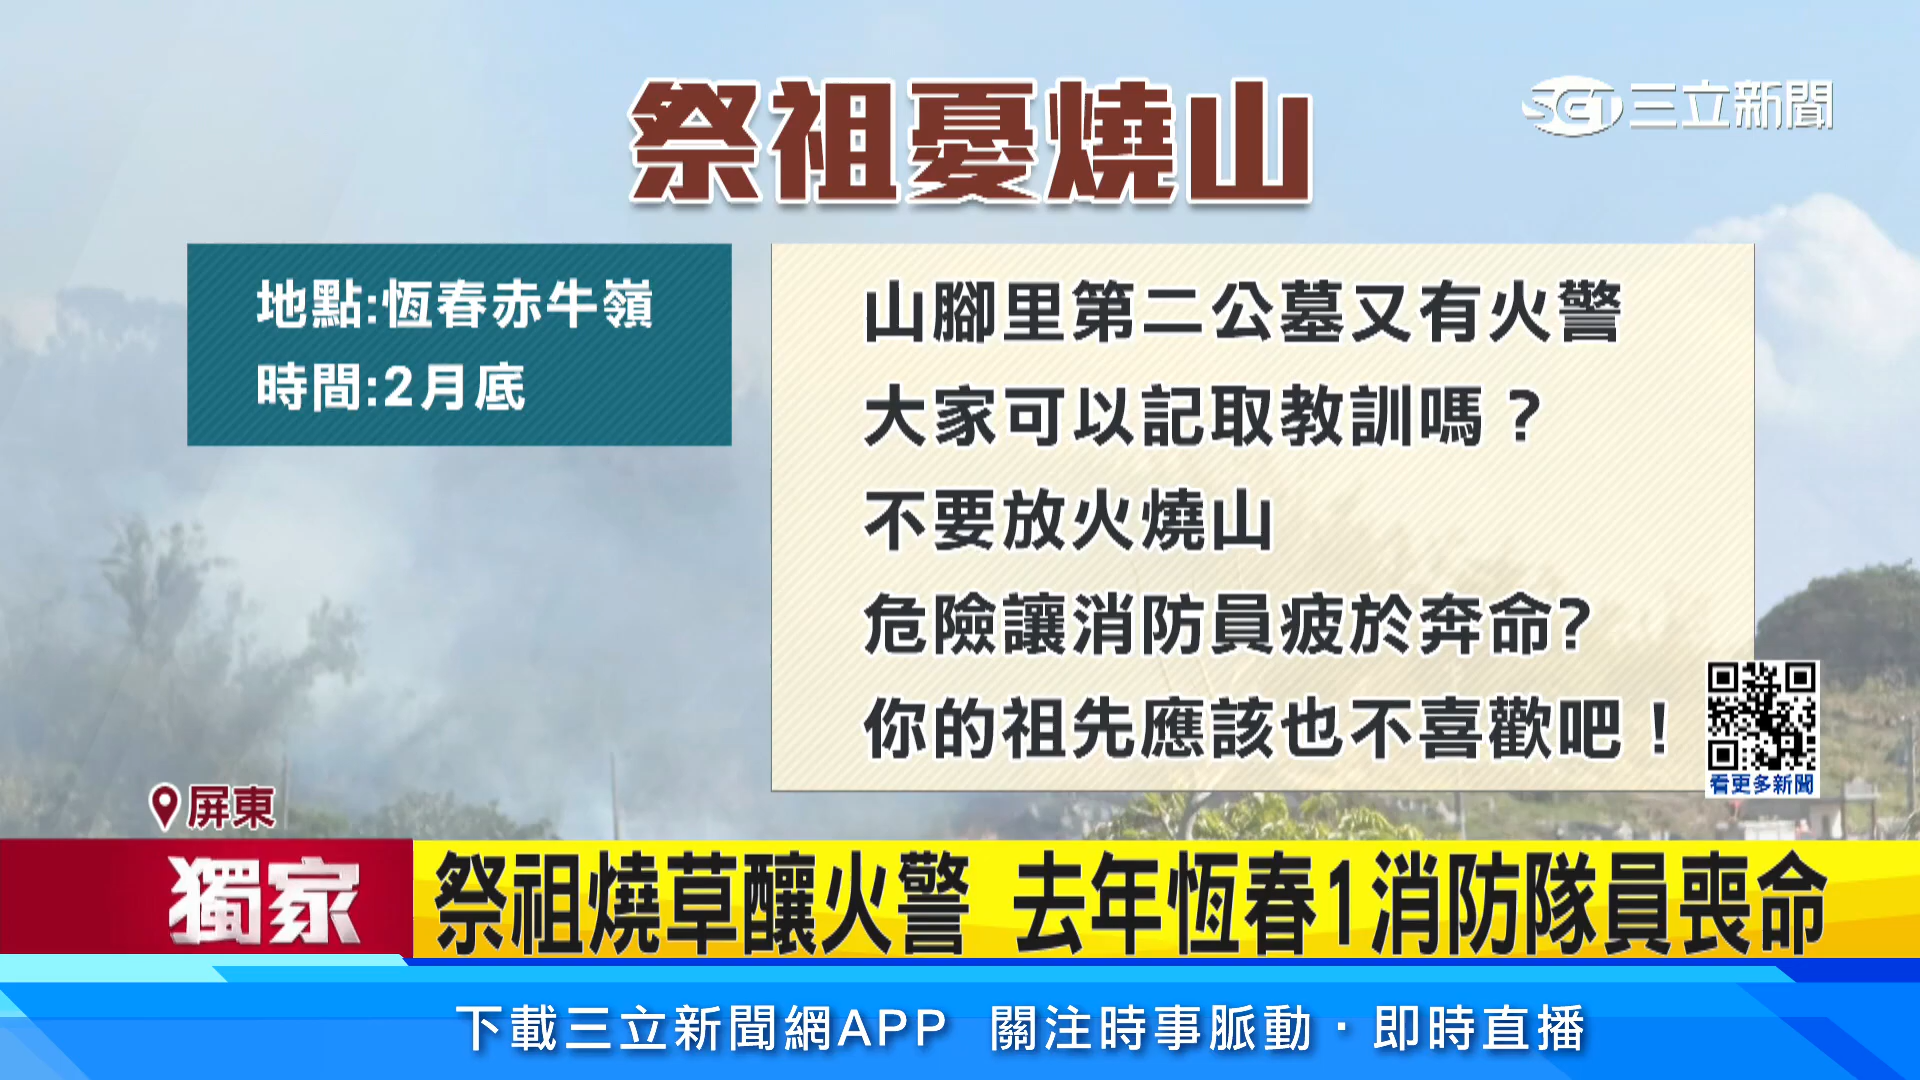 祭祖憂燒山
SET三立新聞
地點:恆春赤牛嶺
時間:2月底
山腳里第二公墓又有火警
大家可以記取教訓嗎？
不要放火燒山
危險讓消防員疲於奔命?
你的祖先應該也不喜歡吧！
看更多新聞
屏東
獨家
祭祖燒草釀火警 去年恆春1消防隊員喪命
下載三立新聞網APP 關注時事脈動·即時直播